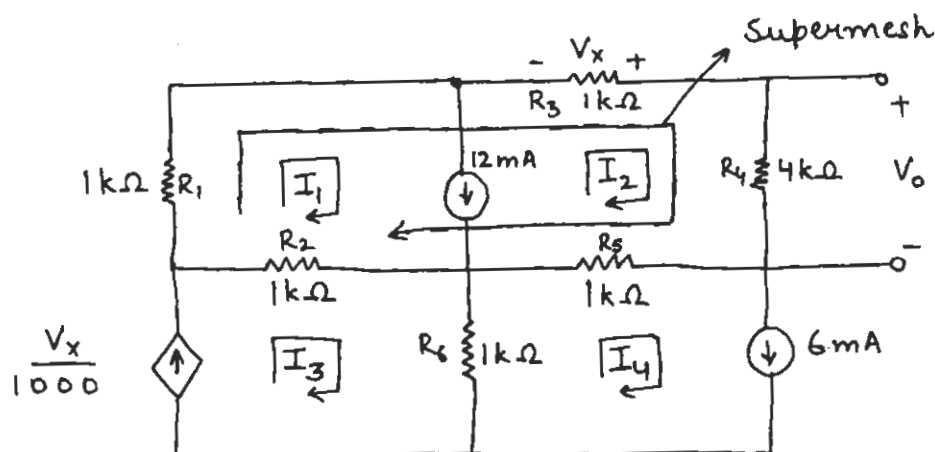 Supermesh
- Vx +
R3 1kΩ
+
12mA
1kΩ R1
I1
I2
R4 4kΩ
Vo
R2
R5
-
1kΩ
1kΩ
Vx
1000
I3
R6 1kΩ
I4
6mA